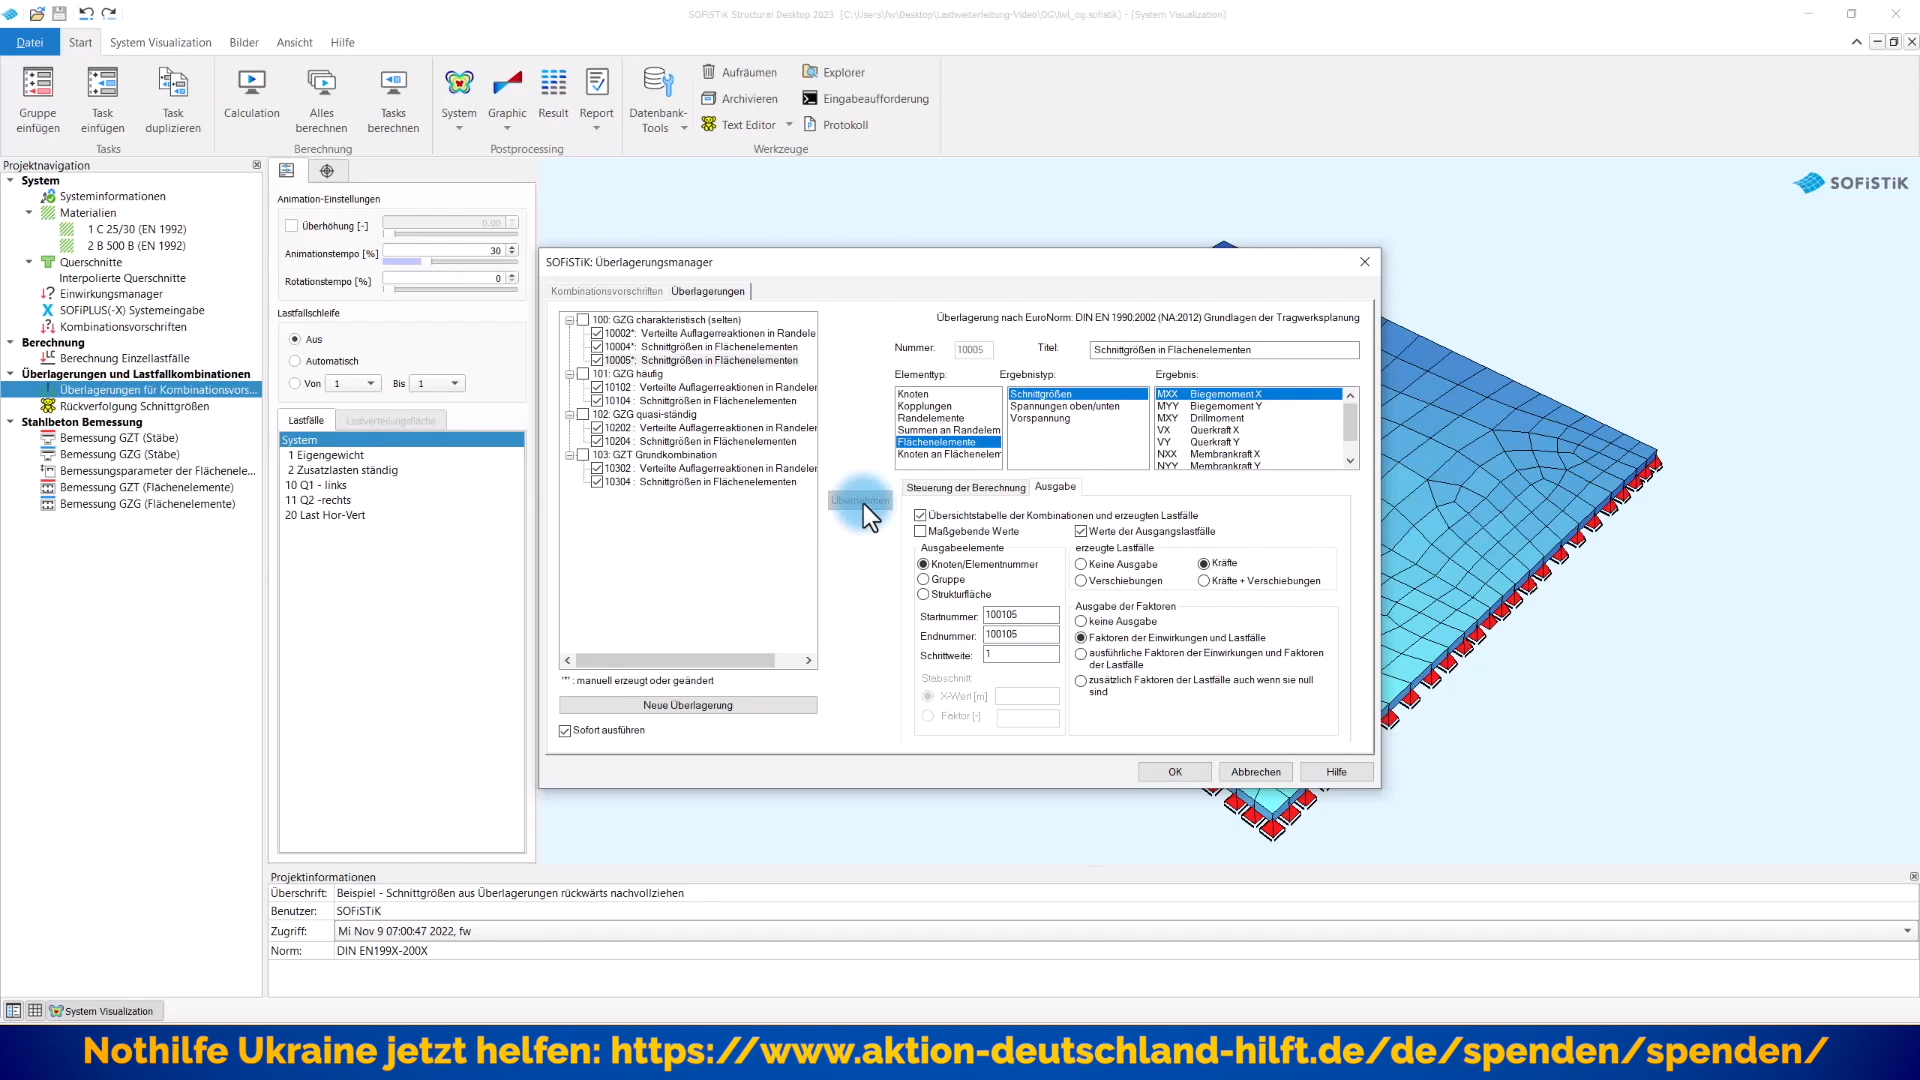 SOFiSTiK Structural Desktop 2023 [C:\Users\fw\Desktop\Lastweiterleitung-Video\OG\lwl_og.sofistik] - [System Visualization]
Datei Start System Visualization Bilder Ansicht Hilfe
Gruppe einfügen
Task einfügen
Task duplizieren
Tasks
Calculation
Alles berechnen
Tasks berechnen
Berechnung
System
Graphic
Result
Report
Postprocessing
Datenbank-Tools
Aufräumen
Archivieren
Text Editor
Explorer
Eingabeaufforderung
Protokoll
Werkzeuge
Projektnavigation
System
Systeminformationen
Materialien
1 C 25/30 (EN 1992)
2 B 500 B (EN 1992)
Querschnitte
Interpolierte Querschnitte
Einwirkungsmanager
SOFiPLUS(-X) Systemeingabe
Kombinationsvorschriften
Berechnung
Berechnung Einzellastfälle
Überlagerungen und Lastfallkombinationen
Überlagerungen für Kombinationsvors...
Rückverfolgung Schnittgrößen
Stahlbeton Bemessung
Bemessung GZT (Stäbe)
Bemessung GZG (Stäbe)
Bemessungsparameter der Flächenele...
Bemessung GZT (Flächenelemente)
Bemessung GZG (Flächenelemente)
Animation-Einstellungen
Überhöhung [-] 0.00
Animationstempo [%] 30
Rotationstempo [%] 0
Lastfallschleife
Aus
Automatisch
Von 1 Bis 1
Lastfälle Lastverteilungsfläche
System
1 Eigengewicht
2 Zusatzlasten ständig
10 Q1 - links
11 Q2 -rechts
20 Last Hor-Vert
SOFiSTiK
SOFiSTiK: Überlagerungsmanager
Kombinationsvorschriften Überlagerungen
100: GZG charakteristisch (selten)
10002*: Verteilte Auflagerreaktionen in Randele
10004*: Schnittgrößen in Flächenelementen
10005*: Schnittgrößen in Flächenelementen
101: GZG häufig
10102 : Verteilte Auflagerreaktionen in Randeler
10104 : Schnittgrößen in Flächenelementen
102: GZG quasi-ständig
10202 : Verteilte Auflagerreaktionen in Randeler
10204 : Schnittgrößen in Flächenelementen
103: GZT Grundkombination
10302 : Verteilte Auflagerreaktionen in Randeler
10304 : Schnittgrößen in Flächenelementen
"*" : manuell erzeugt oder geändert
Neue Überlagerung
Sofort ausführen
Übernehmen
Überlagerung nach EuroNorm: DIN EN 1990:2002 (NA:2012) Grundlagen der Tragwerksplanung
Nummer: 10005 Titel: Schnittgrößen in Flächenelementen
Elementtyp: Ergebnistyp: Ergebnis:
Knoten
Kopplungen
Randelemente
Summen an Randelem
Flächenelemente
Knoten an Flächenelem
Schnittgrößen
Spannungen oben/unten
Vorspannung
MXX Biegemoment X
MYY Biegemoment Y
MXY Drillmoment
VX Querkraft X
VY Querkraft Y
NXX Membrankraft X
NYY Membrankraft Y
Steuerung der Berechnung Ausgabe
Übersichtstabelle der Kombinationen und erzeugten Lastfälle
Maßgebende Werte Werte der Ausgangslastfälle
Ausgabeelemente
Knoten/Elementnummer
Gruppe
Strukturfläche
Startnummer: 100105
Endnummer: 100105
Schrittweite: 1
Stabschnitt:
X-Wert [m]
Faktor [-]
erzeugte Lastfälle
Keine Ausgabe Kräfte
Verschiebungen Kräfte + Verschiebungen
Ausgabe der Faktoren
keine Ausgabe
Faktoren der Einwirkungen und Lastfälle
ausführliche Faktoren der Einwirkungen und Faktoren
der Lastfälle
zusätzlich Faktoren der Lastfälle auch wenn sie null
sind
OK Abbrechen Hilfe
Projektinformationen
Überschrift: Beispiel - Schnittgrößen aus Überlagerungen rückwärts nachvollziehen
Benutzer: SOFiSTiK
Zugriff: Mi Nov 9 07:00:47 2022, fw
Norm: DIN EN199X-200X
System Visualization
Nothilfe Ukraine jetzt helfen: https://www.aktion-deutschland-hilft.de/de/spenden/spenden/